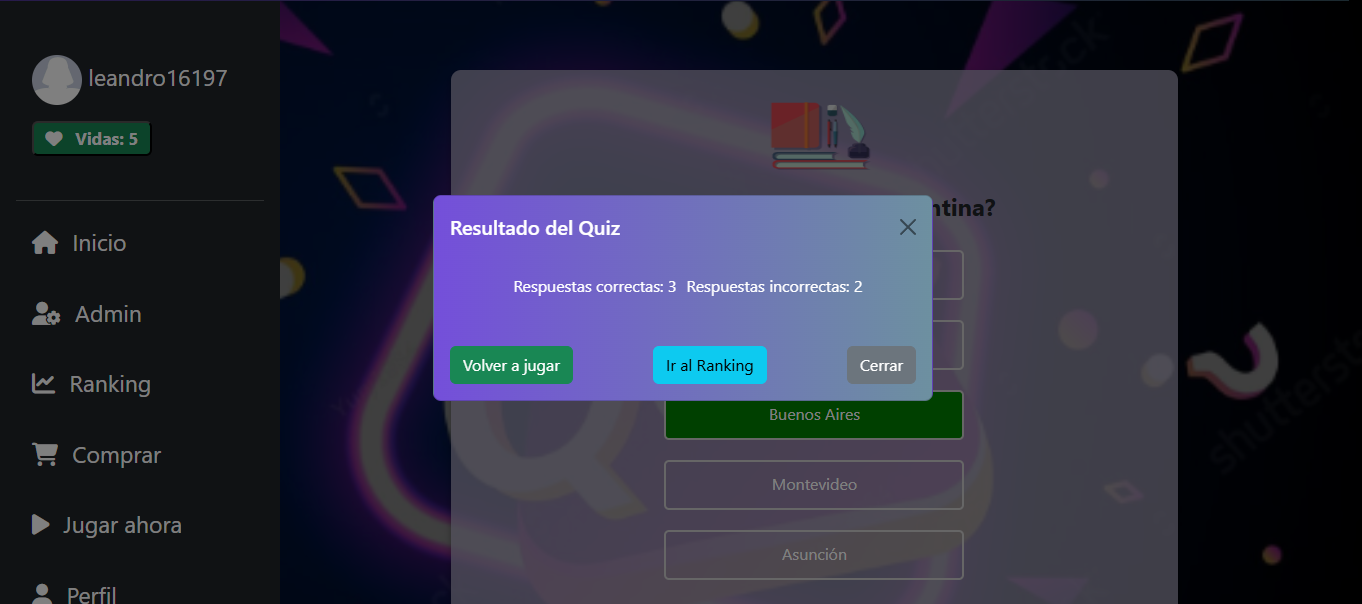 leandro16197
Vidas: 5
Inicio
Admin
Ranking
Comprar
Jugar ahora
Perfil
ntina?
Resultado del Quiz
Respuestas correctas: 3 Respuestas incorrectas: 2
Volver a jugar
Ir al Ranking
Cerrar
Buenos Aires
Montevideo
Asunción